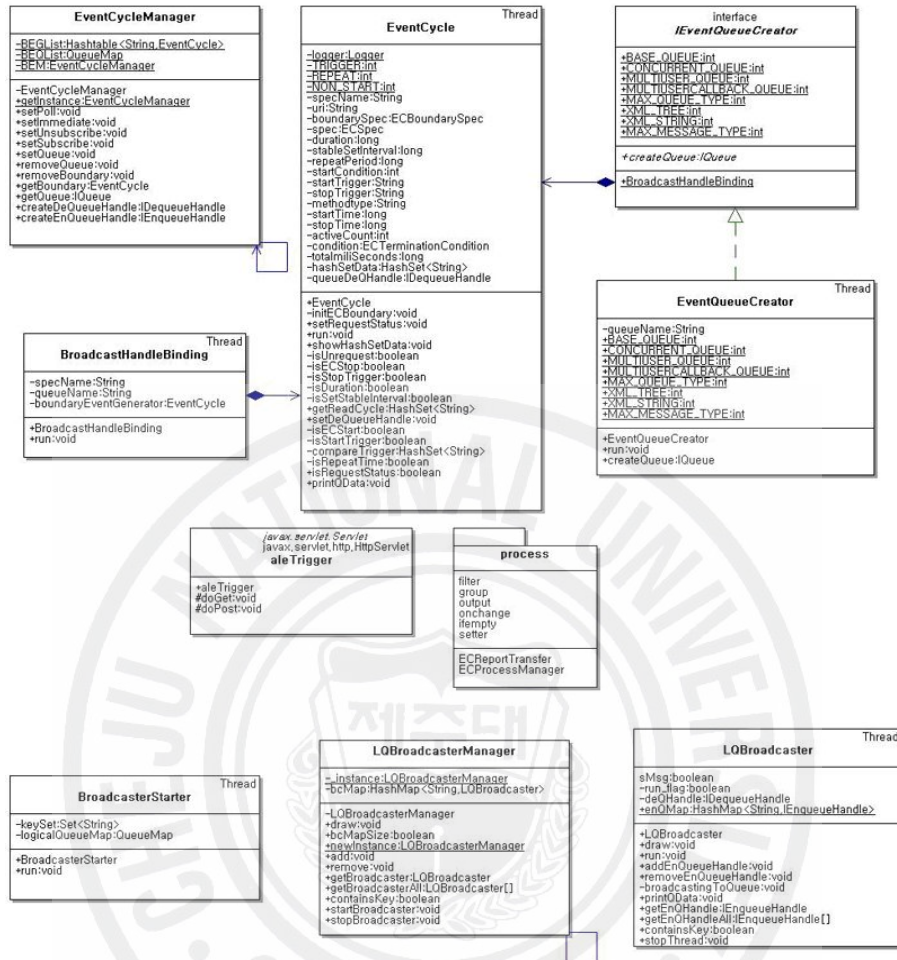 EventCycleManager
-BEGList:Hashtable<String,EventCycle>
-BEQList:QueueMap
-BEM:EventCycleManager
-EventCycleManager
+getInstance:EventCycleManager
+setPoll:void
+setImmediate:void
+setUnsubscribe:void
+setSubscribe:void
+setQueue:void
+removeQueue:void
+removeBoundary:void
+getBoundary:EventCycle
+getQueue:IQueue
+createDeQueueHandle:IDequeueHandle
+createEnQueueHandle:IEnqueueHandle
Thread
EventCycle
-logger:Logger
-TRIGGER:int
-REPEAT:int
-NON_START:int
-specName:String
-uri:String
-boundarySpec:ECBoundarySpec
-spec:ECSpec
-duration:long
-stableSetInterval:long
-repeatPeriod:long
-startCondition:int
-startTrigger:String
-stopTrigger:String
-methodtype:String
-startTime:long
-stopTime:long
-activeCount:int
-condition:ECTerminationCondition
-totalmiliSeconds:long
-hashSetData:HashSet<String>
-queueDeQHandle:IDequeueHandle
+EventCycle
-initECBoundary:void
+setRequestStatus:void
+run:void
+showHashSetData:void
-isUnrequest:boolean
-isECStop:boolean
-isStopTrigger:boolean
-isDuration:boolean
-isSetStableInterval:boolean
+getReadCycle:HashSet<String>
+setDeQueueHandle:void
-isECStart:boolean
-isStartTrigger:boolean
-compareTrigger:HashSet<String>
-isRepeatTime:boolean
+isRequestStatus:boolean
+printQData:void
interface
IEventQueueCreator
+BASE_QUEUE:int
+CONCURRENT_QUEUE:int
+MULTIUSER_QUEUE:int
+MULTIUSERCALLBACK_QUEUE:int
+MAX_QUEUE_TYPE:int
+XML_TREE:int
+XML_STRING:int
+MAX_MESSAGE_TYPE:int
+createQueue:IQueue
+BroadcastHandleBinding
Thread
EventQueueCreator
-queueName:String
+BASE_QUEUE:int
+CONCURRENT_QUEUE:int
+MULTIUSER_QUEUE:int
+MULTIUSERCALLBACK_QUEUE:int
+MAX_QUEUE_TYPE:int
+XML_TREE:int
+XML_STRING:int
+MAX_MESSAGE_TYPE:int
+EventQueueCreator
+run:void
+createQueue:IQueue
Thread
BroadcastHandleBinding
-specName:String
-queueName:String
-boundaryEventGenerator:EventCycle
+BroadcastHandleBinding
+run:void
javax.servlet.Servlet
javax.servlet.http.HttpServlet
aleTrigger
+aleTrigger
#doGet:void
#doPost:void
process
filter
group
output
onchange
ifempty
setter
ECReportTransfer
ECProcessManager
Thread
BroadcasterStarter
-keySet:Set<String>
-logicalQueueMap:QueueMap
+BroadcasterStarter
+run:void
LQBroadcasterManager
-_instance:LQBroadcasterManager
-bcMap:HashMap<String,LQBroadcaster>
-LQBroadcasterManager
+draw:void
+bcMapSize:boolean
+newInstance:LQBroadcasterManager
+add:void
+remove:void
+getBroadcaster:LQBroadcaster
+getBroadcasterAll:LQBroadcaster[]
+containsKey:boolean
+startBroadcaster:void
+stopBroadcaster:void
Thread
LQBroadcaster
sMsg:boolean
-run_flag:boolean
-deQHandle:IDequeueHandle
+enQMap:HashMap<String,IEnqueueHandle>
+LQBroadcaster
+draw:void
+run:void
+addEnQueueHandle:void
+removeEnQueueHandle:void
-broadcastingToQueue:void
+printQData:void
+getEnQHandle:IEnqueueHandle
+getEnQHandleAll:IEnqueueHandle[]
+containsKey:boolean
+stopThread:void
JEJU NATIONAL UNIVER
제주대